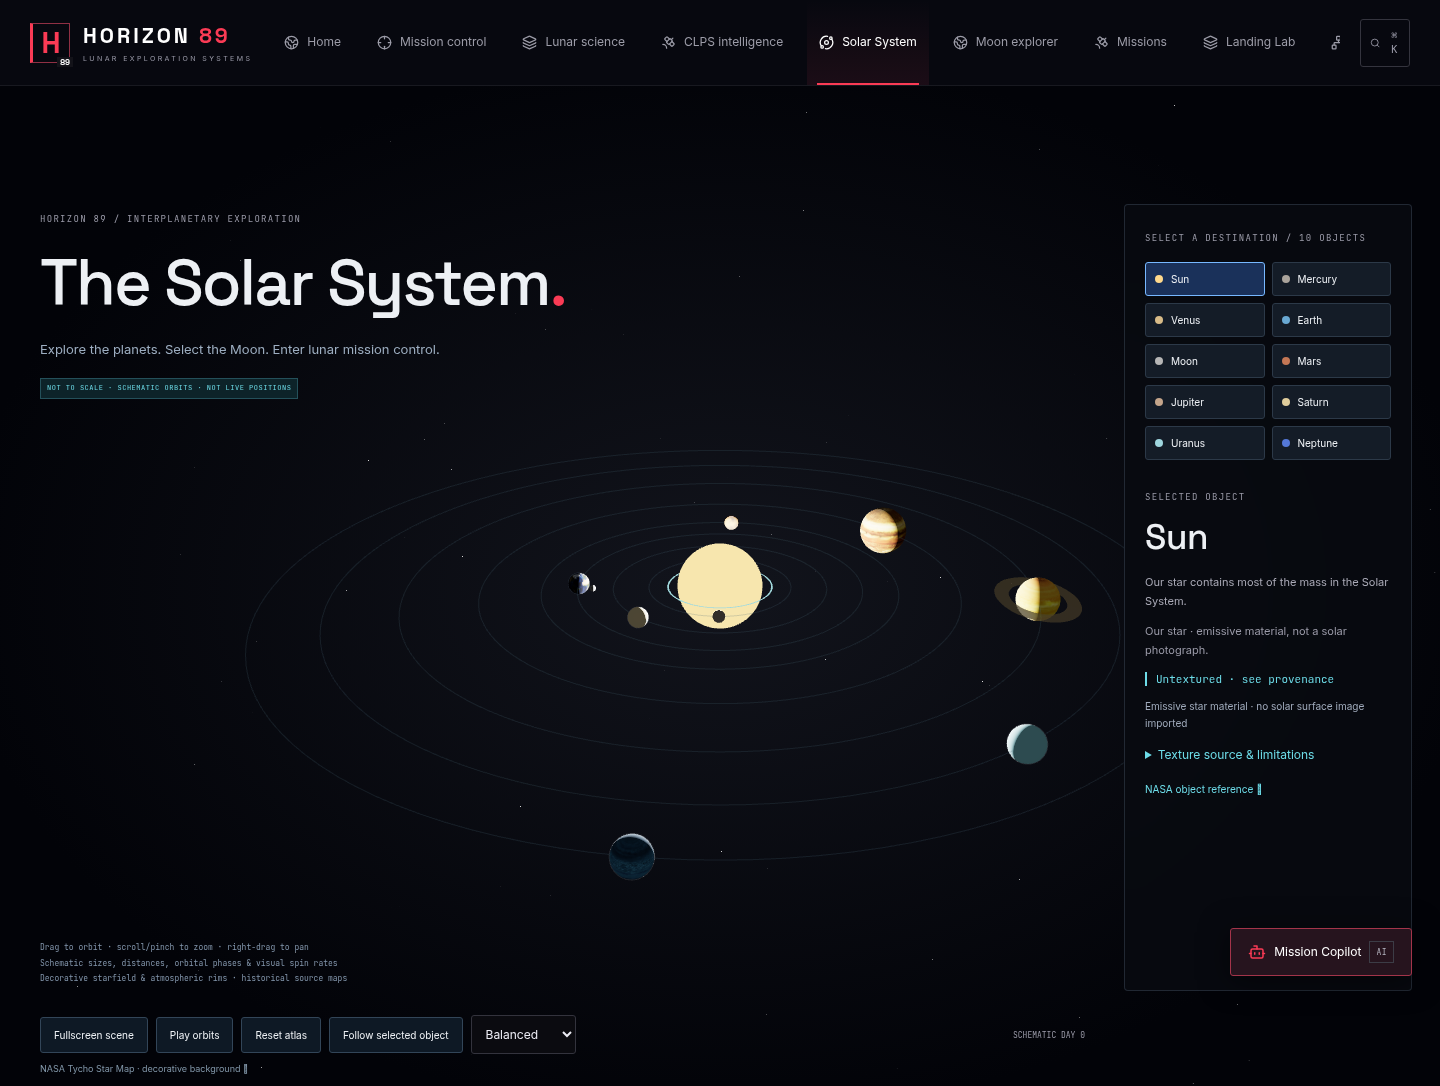 H
89
HORIZON 89
LUNAR EXPLORATION SYSTEMS
Home
Mission control
Lunar science
CLPS intelligence
Solar System
Moon explorer
Missions
Landing Lab
⌘
K
HORIZON 89 / INTERPLANETARY EXPLORATION
The Solar System.
Explore the planets. Select the Moon. Enter lunar mission control.
NOT TO SCALE · SCHEMATIC ORBITS · NOT LIVE POSITIONS
SELECT A DESTINATION / 10 OBJECTS
Sun
Mercury
Venus
Earth
Moon
Mars
Jupiter
Saturn
Uranus
Neptune
SELECTED OBJECT
Sun
Our star contains most of the mass in the Solar
System.
Our star · emissive material, not a solar
photograph.
Untextured · see provenance
Emissive star material · no solar surface image
imported
Texture source & limitations
NASA object reference
Mission Copilot
AI
Drag to orbit · scroll/pinch to zoom · right-drag to pan
Schematic sizes, distances, orbital phases & visual spin rates
Decorative starfield & atmospheric rims · historical source maps
Fullscreen scene
Play orbits
Reset atlas
Follow selected object
Balanced
SCHEMATIC DAY 0
NASA Tycho Star Map · decorative background